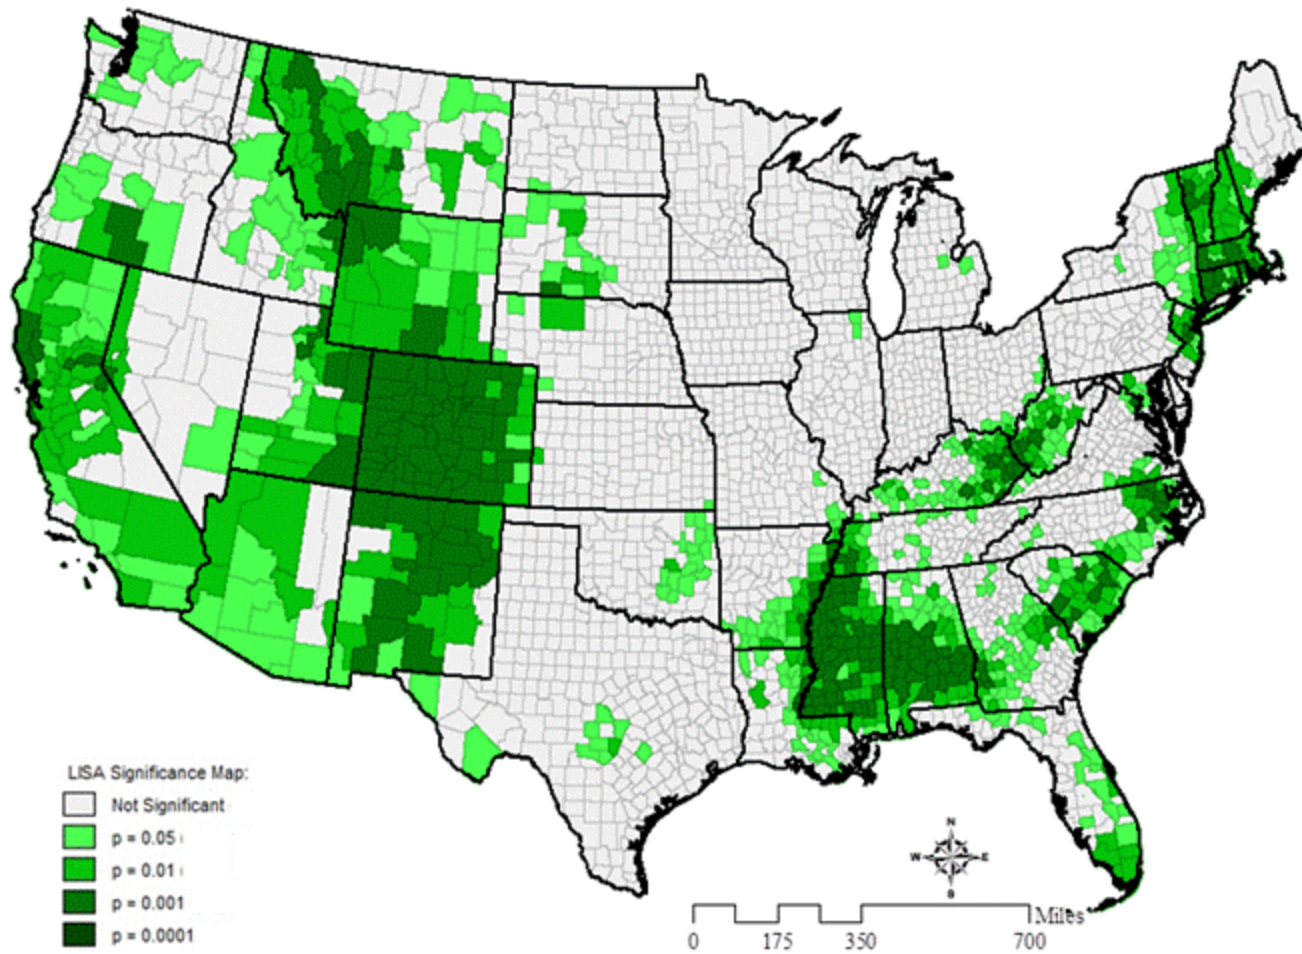 LISA Significance Map:
Not Significant
p = 0.05
p = 0.01
p = 0.001
p = 0.0001
N
W E
S
Miles
0 175 350 700